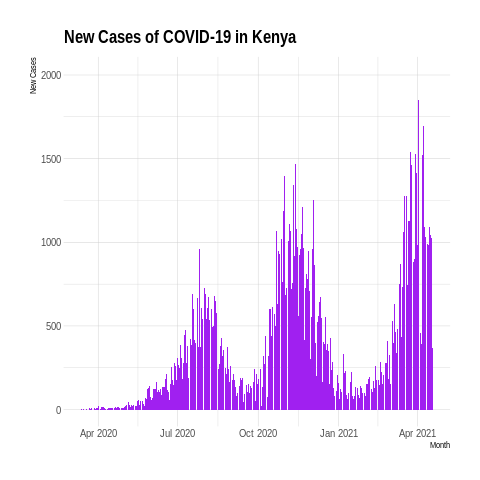 New Cases of COVID-19 in Kenya
New Cases
2000
1500
1000
500
0
Apr 2020 Jul 2020 Oct 2020 Jan 2021 Apr 2021
Month